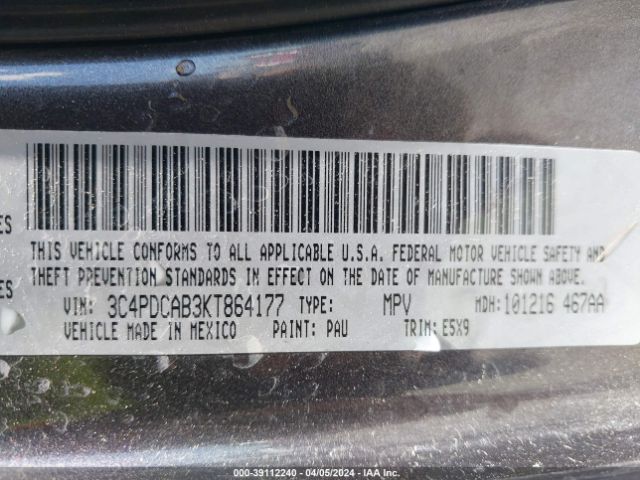 ES
THIS VEHICLE CONFORMS TO ALL APPLICABLE U.S.A. FEDERAL MOTOR VEHICLE SAFETY AND
ES
THEFT PREVENTION STANDARDS IN EFFECT ON THE DATE OF MANUFACTURE SHOWN ABOVE.
VIN: 3C4PDCAB3KT864177 TYPE: MPV MDH:101216 467AA
VEHICLE MADE IN MEXICO PAINT: PAU TRIM: E5X9
000-39112240 - 04/05/2024 - IAA Inc.